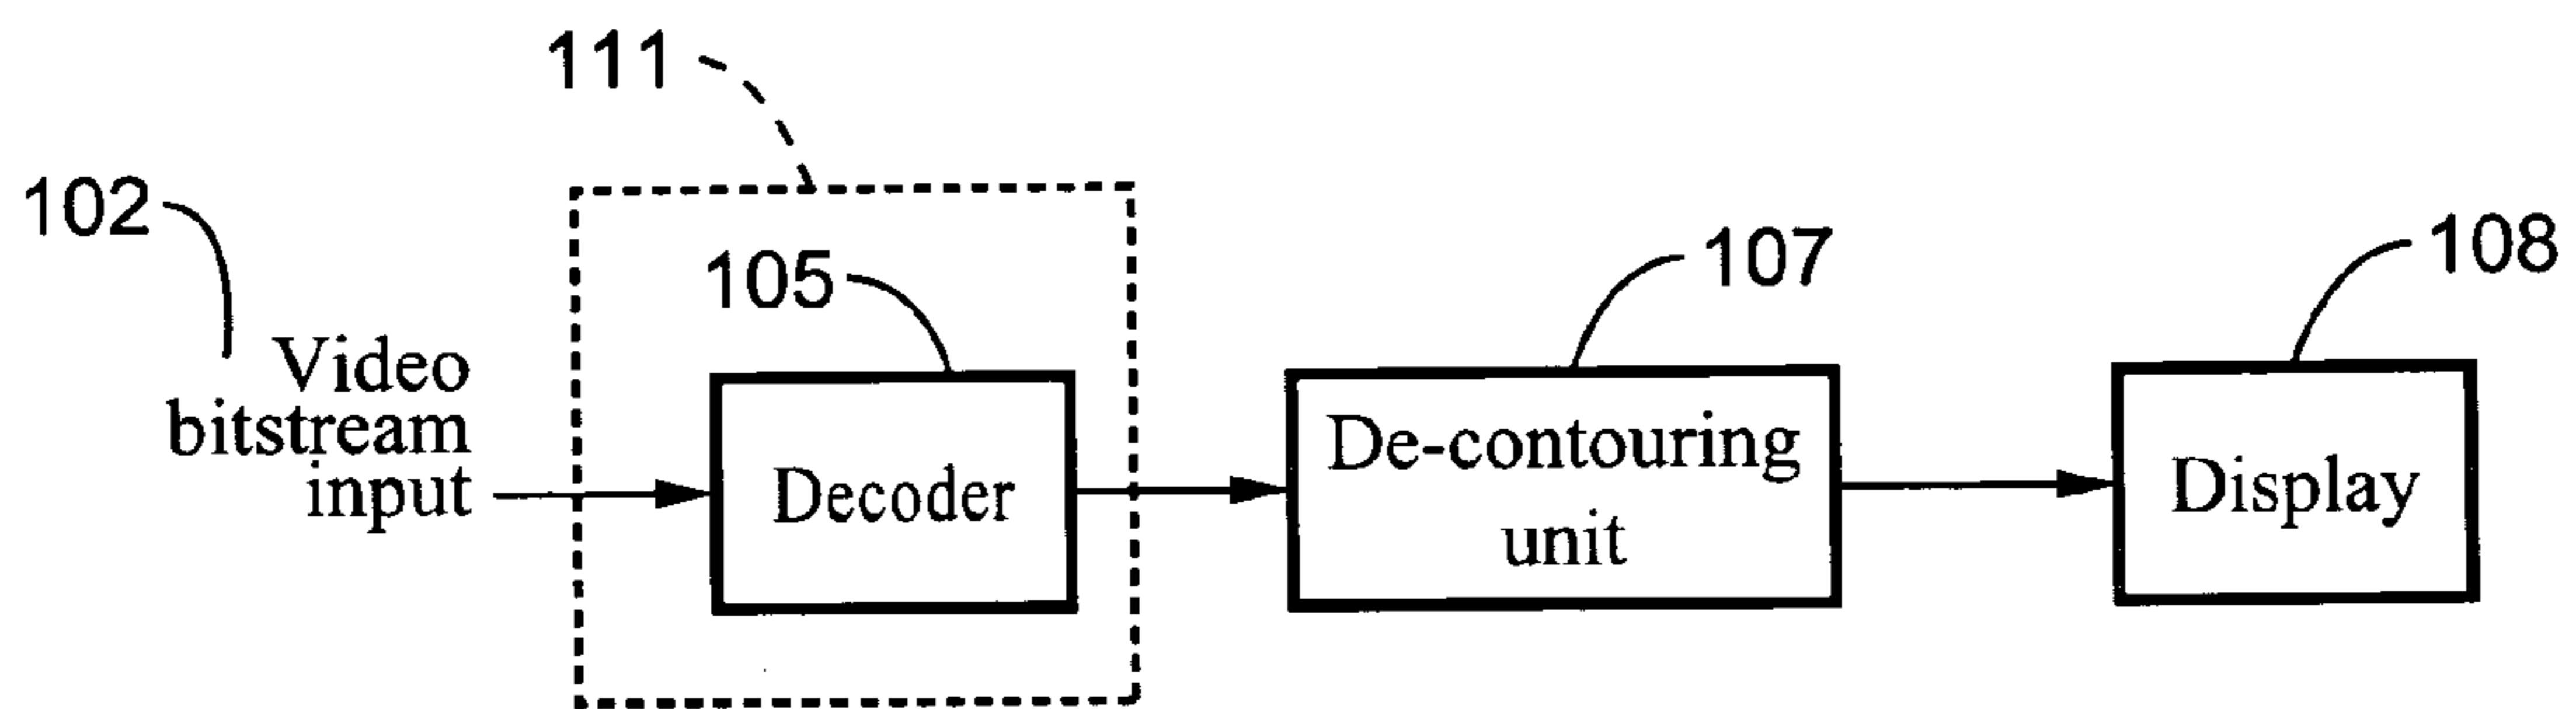 111
102
105
107
108
Video
bitstream
input
Decoder
De-contouring
unit
Display